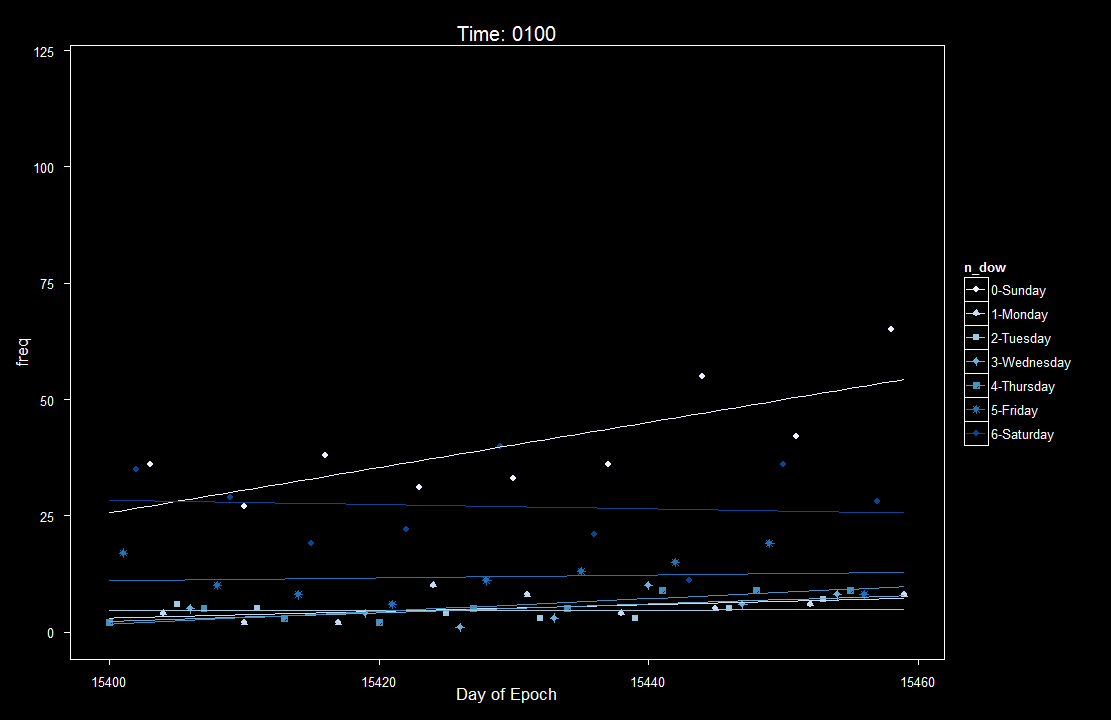 Time: 0100
125
100
75
50
25
0
freq
15400
15420
15440
15460
Day of Epoch
n_dow
0-Sunday
1-Monday
2-Tuesday
3-Wednesday
4-Thursday
5-Friday
6-Saturday